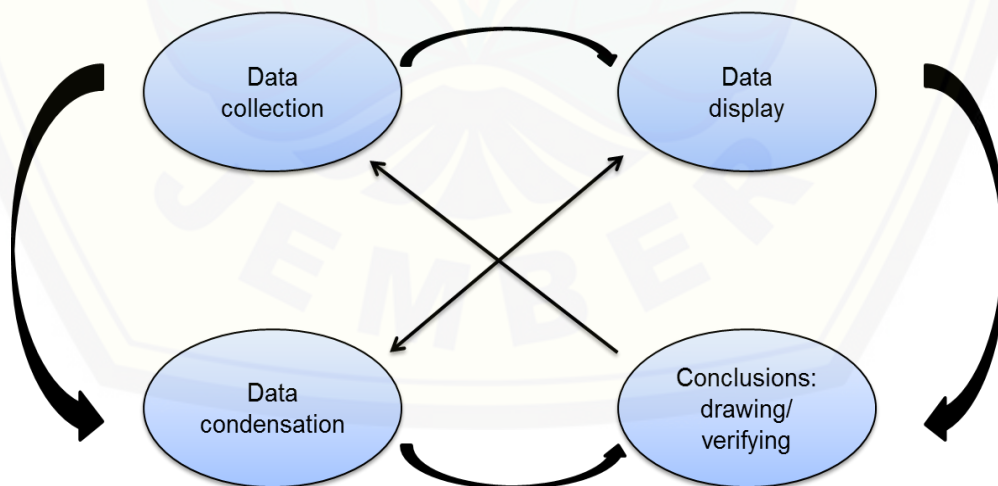 Data
collection
Data
display
JEMBER
Data
condensation
Conclusions:
drawing/
verifying